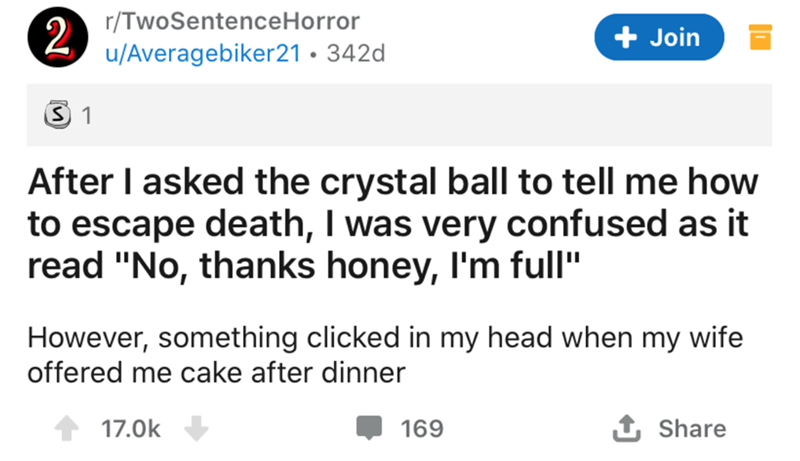 r/TwoSentenceHorror
u/Averagebiker21 • 342d
+ Join
2
S 1
After I asked the crystal ball to tell me how
to escape death, I was very confused as it
read "No, thanks honey, I'm full"
However, something clicked in my head when my wife
offered me cake after dinner
17.0k 169 Share